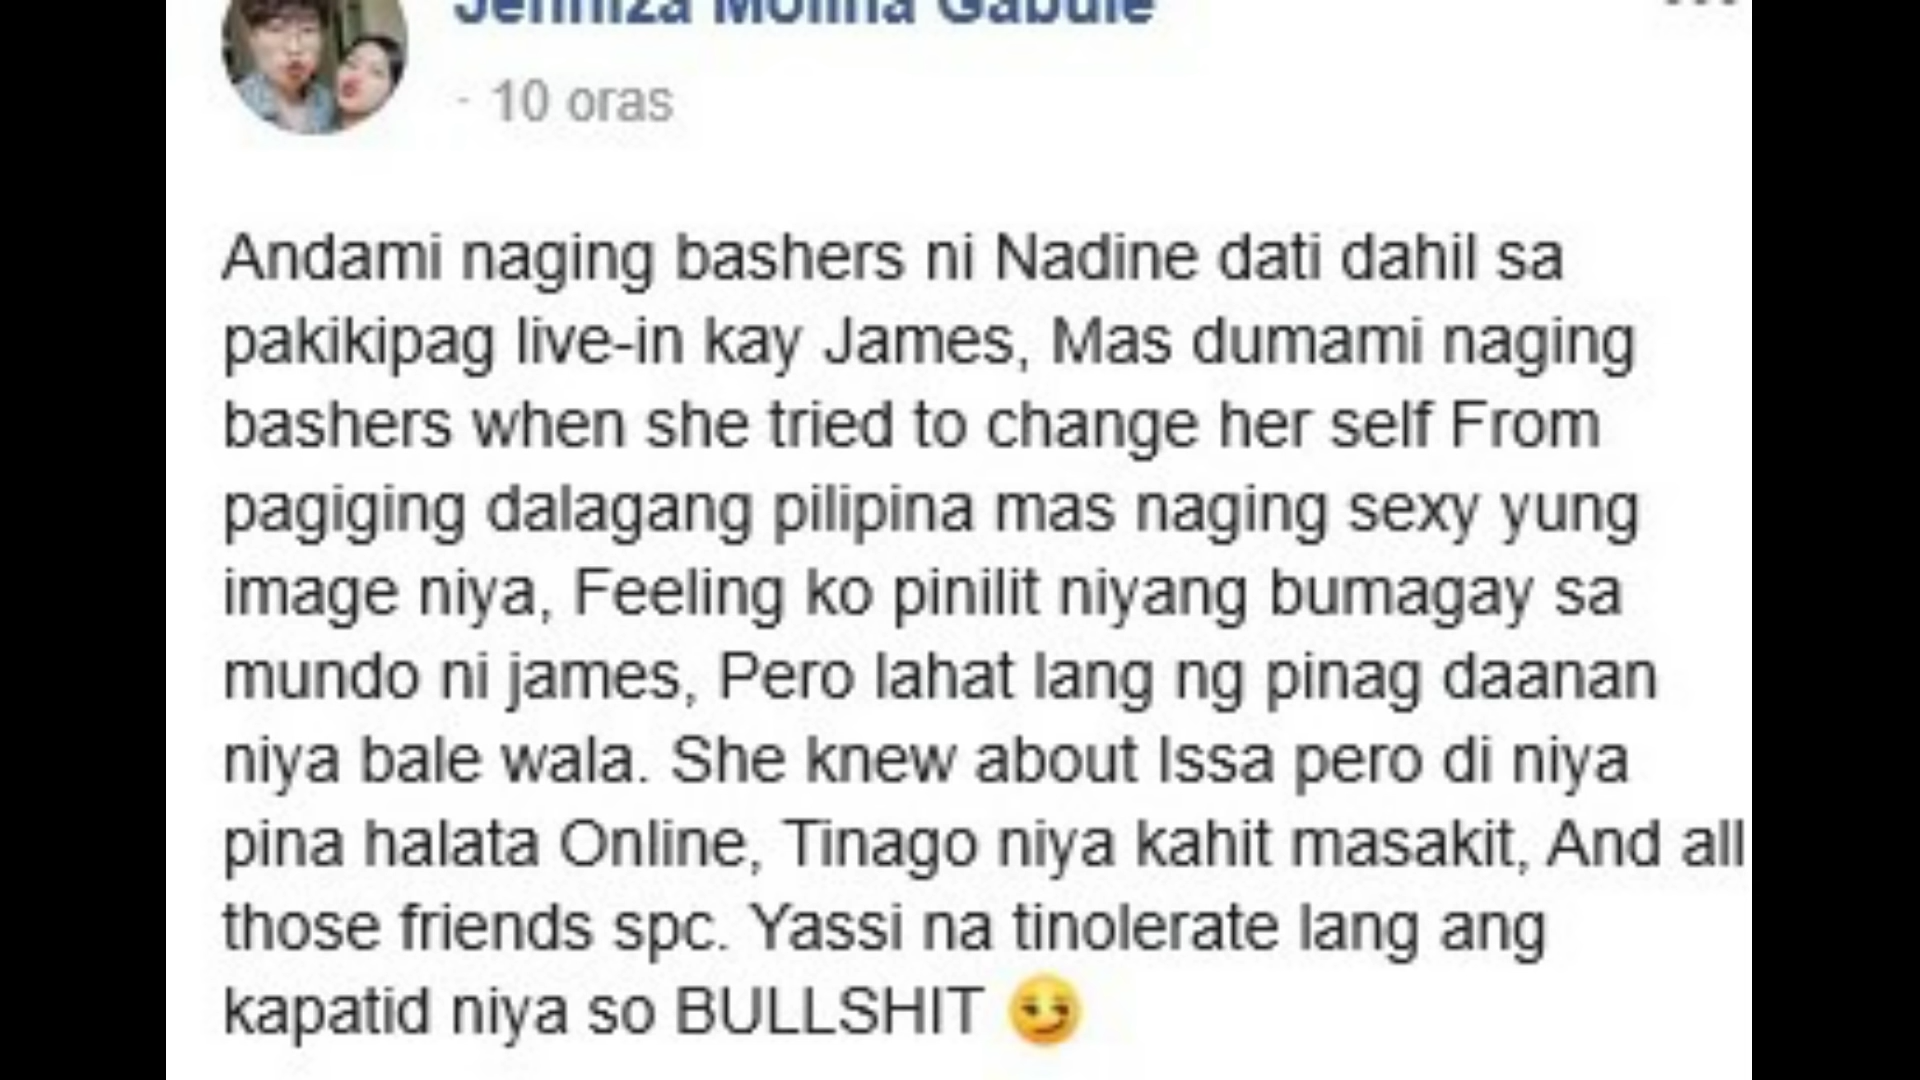 Molina Gabule
- 10 oras
Andami naging bashers ni Nadine dati dahil sa
pakikipag live-in kay James, Mas dumami naging
bashers when she tried to change her self From
pagiging dalagang pilipina mas naging sexy yung
image niya, Feeling ko pinilit niyang bumagay sa
mundo ni james, Pero lahat lang ng pinag daanan
niya bale wala. She knew about Issa pero di niya
pina halata Online, Tinago niya kahit masakit, And all
those friends spc. Yassi na tinolerate lang ang
kapatid niya so BULLSHIT 😏